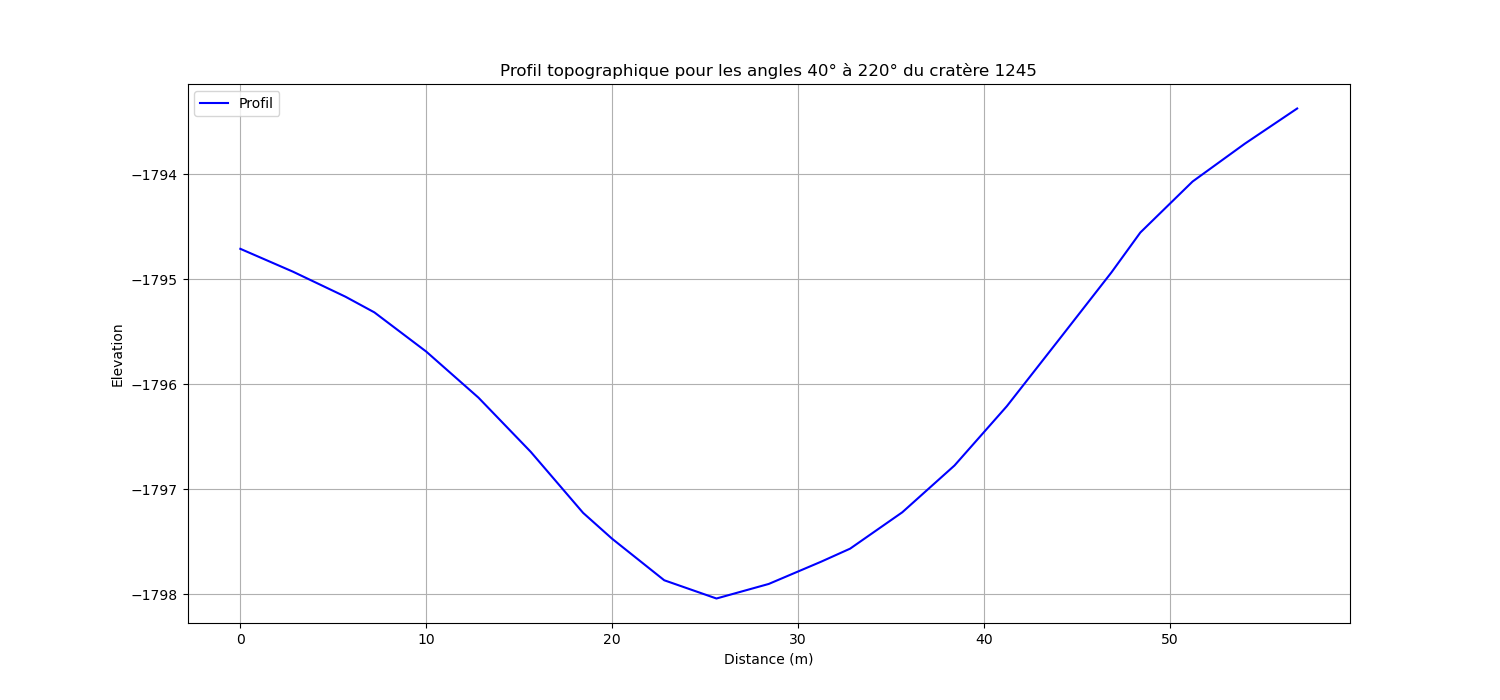 Profil topographique pour les angles 40° à 220° du cratère 1245
Profil
−1794
−1795
−1796
−1797
−1798
Elevation
0 10 20 30 40 50
Distance (m)